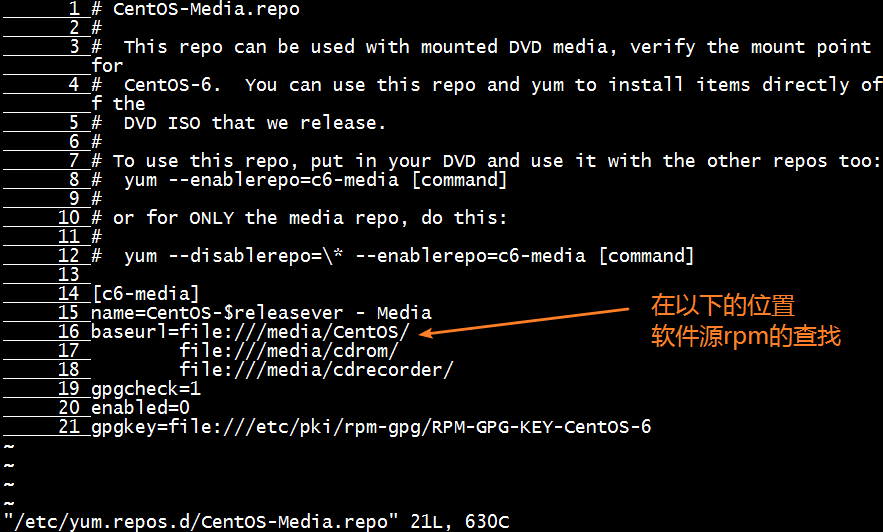 1 # CentOS-Media.repo
2 #
3 #  This repo can be used with mounted DVD media, verify the mount point
for
4 #  CentOS-6.  You can use this repo and yum to install items directly of
f the
5 #  DVD ISO that we release.
6 #
7 # To use this repo, put in your DVD and use it with the other repos too:
8 #  yum --enablerepo=c6-media [command]
9 #
10 # or for ONLY the media repo, do this:
11 #
12 #  yum --disablerepo=\* --enablerepo=c6-media [command]
13
14 [c6-media]
15 name=CentOS-$releasever - Media
16 baseurl=file:///media/CentOS/
17         file:///media/cdrom/
18         file:///media/cdrecorder/
19 gpgcheck=1
20 enabled=0
21 gpgkey=file:///etc/pki/rpm-gpg/RPM-GPG-KEY-CentOS-6
~
~
~
~
"/etc/yum.repos.d/CentOS-Media.repo" 21L, 630C
在以下的位置
软件源rpm的查找